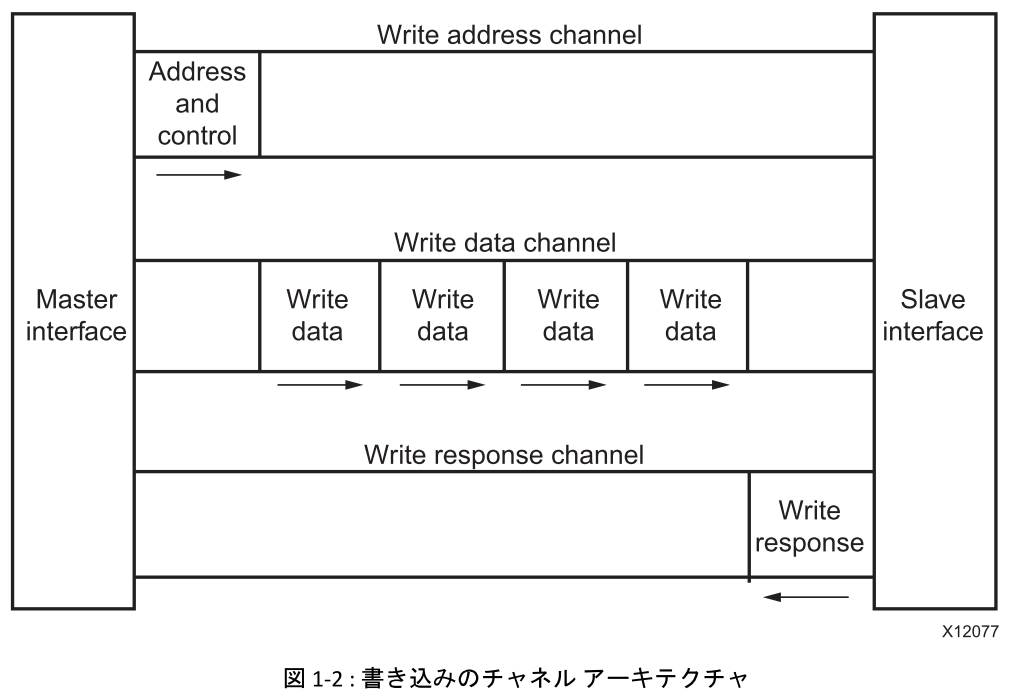 Write address channel
Address
and
control
Write data channel
Master
interface
Write
data
Write
data
Write
data
Write
data
Slave
interface
Write response channel
Write
response
X12077
図 1-2 : 書き込みのチャネル アーキテクチャ